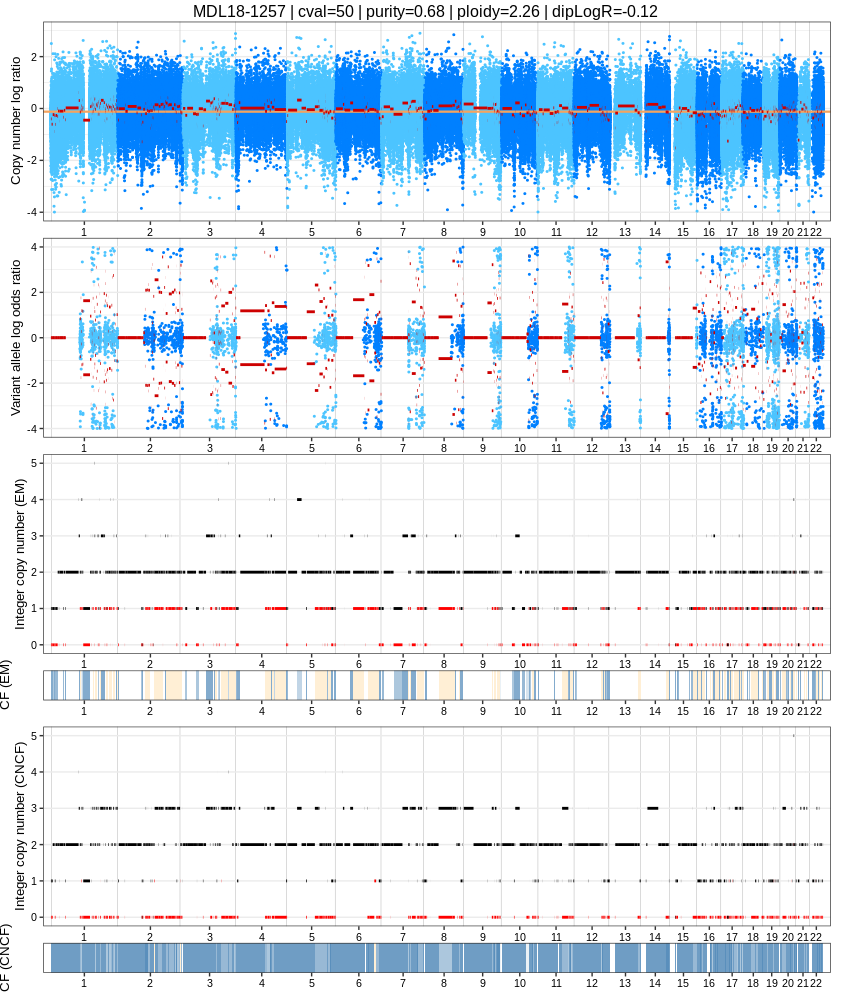 MDL18-1257 | cval=50 | purity=0.68 | ploidy=2.26 | dipLogR=-0.12
Copy number log ratio
2
0
-2
-4
1 2 3 4 5 6 7 8 9 10 11 12 13 14 15 16 17 18 19 20 21 22
Variant allele log odds ratio
4
2
0
-2
-4
1 2 3 4 5 6 7 8 9 10 11 12 13 14 15 16 17 18 19 20 21 22
Integer copy number (EM)
5
4
3
2
1
0
1 2 3 4 5 6 7 8 9 10 11 12 13 14 15 16 17 18 19 20 21 22
CF (EM)
1 2 3 4 5 6 7 8 9 10 11 12 13 14 15 16 17 18 19 20 21 22
Integer copy number (CNCF)
5
4
3
2
1
0
1 2 3 4 5 6 7 8 9 10 11 12 13 14 15 16 17 18 19 20 21 22
CF (CNCF)
1 2 3 4 5 6 7 8 9 10 11 12 13 14 15 16 17 18 19 20 21 22